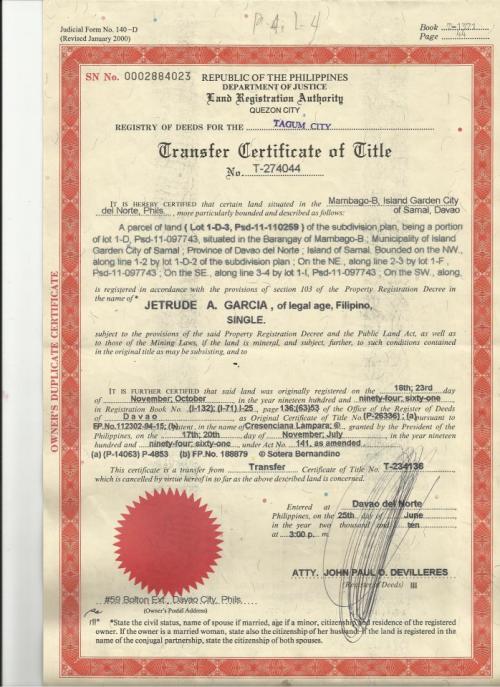 P-4, L-4
Judicial Form No. 140-D
(Revised January 2000)
Book T-1371
Page 44
SN No. 0002884023 REPUBLIC OF THE PHILIPPINES
DEPARTMENT OF JUSTICE
Land Registration Authority
QUEZON CITY
REGISTRY OF DEEDS FOR THE TAGUM CITY
Transfer Certificate of Title
No. T-274044
IT IS HEREBY CERTIFIED that certain land situated in the Mambago-B, Island Garden City
del Norte, Phils. , more particularly bounded and described as follows: of Samal, Davao
A parcel of land ( Lot 1-D-3, Psd-11-110259 ) of the subdivision plan, being a portion
of lot 1-D, Psd-11-097743, situated in the Barangay of Mambago-B ; Municipality of Island
Garden City of Samal ; Province of Davao del Norte ; Island of Samal. Bounded on the NW.,
along line 1-2 by lot 1-D-2 of the subdivision plan ; On the NE., along line 2-3 by lot 1-F ,
Psd-11-097743 ; On the SE., along line 3-4 by lot 1-I, Psd-11-097743 ; On the SW., along,
is registered in accordance with the provisions of section 103 of the Property Registration Decree in
the name of*
JETRUDE A. GARCIA , of legal age, Filipino,
SINGLE.
subject to the provisions of the said Property Registration Decree and the Public Land Act, as well as
to those of the Mining Laws, if the land is mineral, and subject, further, to such conditions contained
in the original title as may be subsisting, and to
IT IS FURTHER CERTIFIED that said land was originally registered on the 18th; 23rd day
of November; October in the year nineteen hundred and ninety-four; sixty-one,
in Registration Book No. (I-132); (I-71) I-25 , page 136;(63)53 of the Office of the Register of Deeds
of Davao as Original Certificate of Title No. (P-26336) ; (a) pursuant to
FP.No.112302-94-15; (b) patent , in the name of Cresenciana Lampara; © granted by the President of the
Philippines, on the 17th; 20th day of November; July in the year nineteen
hundred and ninety-four; sixty-one under Act No. 141, as amended
(a) (P-14063) P-4853 (b) FP.No. 188879 © Sotera Bernandino
This certificate is a transfer from Transfer Certificate of Title No. T-234136
which is cancelled by virtue hereof in so far as the above described land is concerned.
Entered at Davao del Norte
Philippines, on the 25th day of June
in the year two thousand and ten
at 3:00 p. m.
ATTY. JOHN PAUL O. DEVILLERES
(Register of Deeds) III
#59 Bolton Ext., Davao City, Phils.
(Owner's Postal Address)
*State the civil status, name of spouse if married, age if a minor, citizenship and residence of the registered
owner. If the owner is a married woman, state also the citizenship of her husband. If the land is registered in
the name of conjugal partnership, state the citizenship of both spouses.
OWNER'S DUPLICATE CERTIFICATE